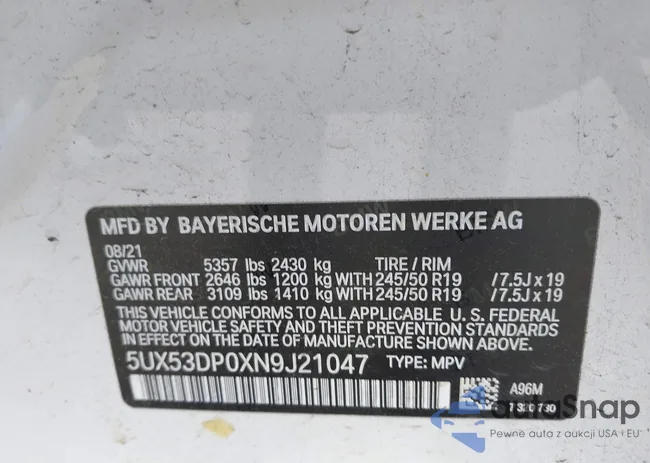 MFD BY BAYERISCHE MOTOREN WERKE AG
08/21
GVWR 5357 lbs 2430 kg TIRE / RIM
GAWR FRONT 2646 lbs 1200 kg WITH 245/50 R19 / 7.5J x 19
GAWR REAR 3109 lbs 1410 kg WITH 245/50 R19 / 7.5J x 19
THIS VEHICLE CONFORMS TO ALL APPLICABLE U.S. FEDERAL
MOTOR VEHICLE SAFETY AND THEFT PREVENTION STANDARDS
IN EFFECT ON THE DATE OF MANUFACTURE SHOWN ABOVE.
5UX53DP0XN9J21047 TYPE: MPV
A96M
7320730
autoSnap
Pewne auta z aukcji USA i EU